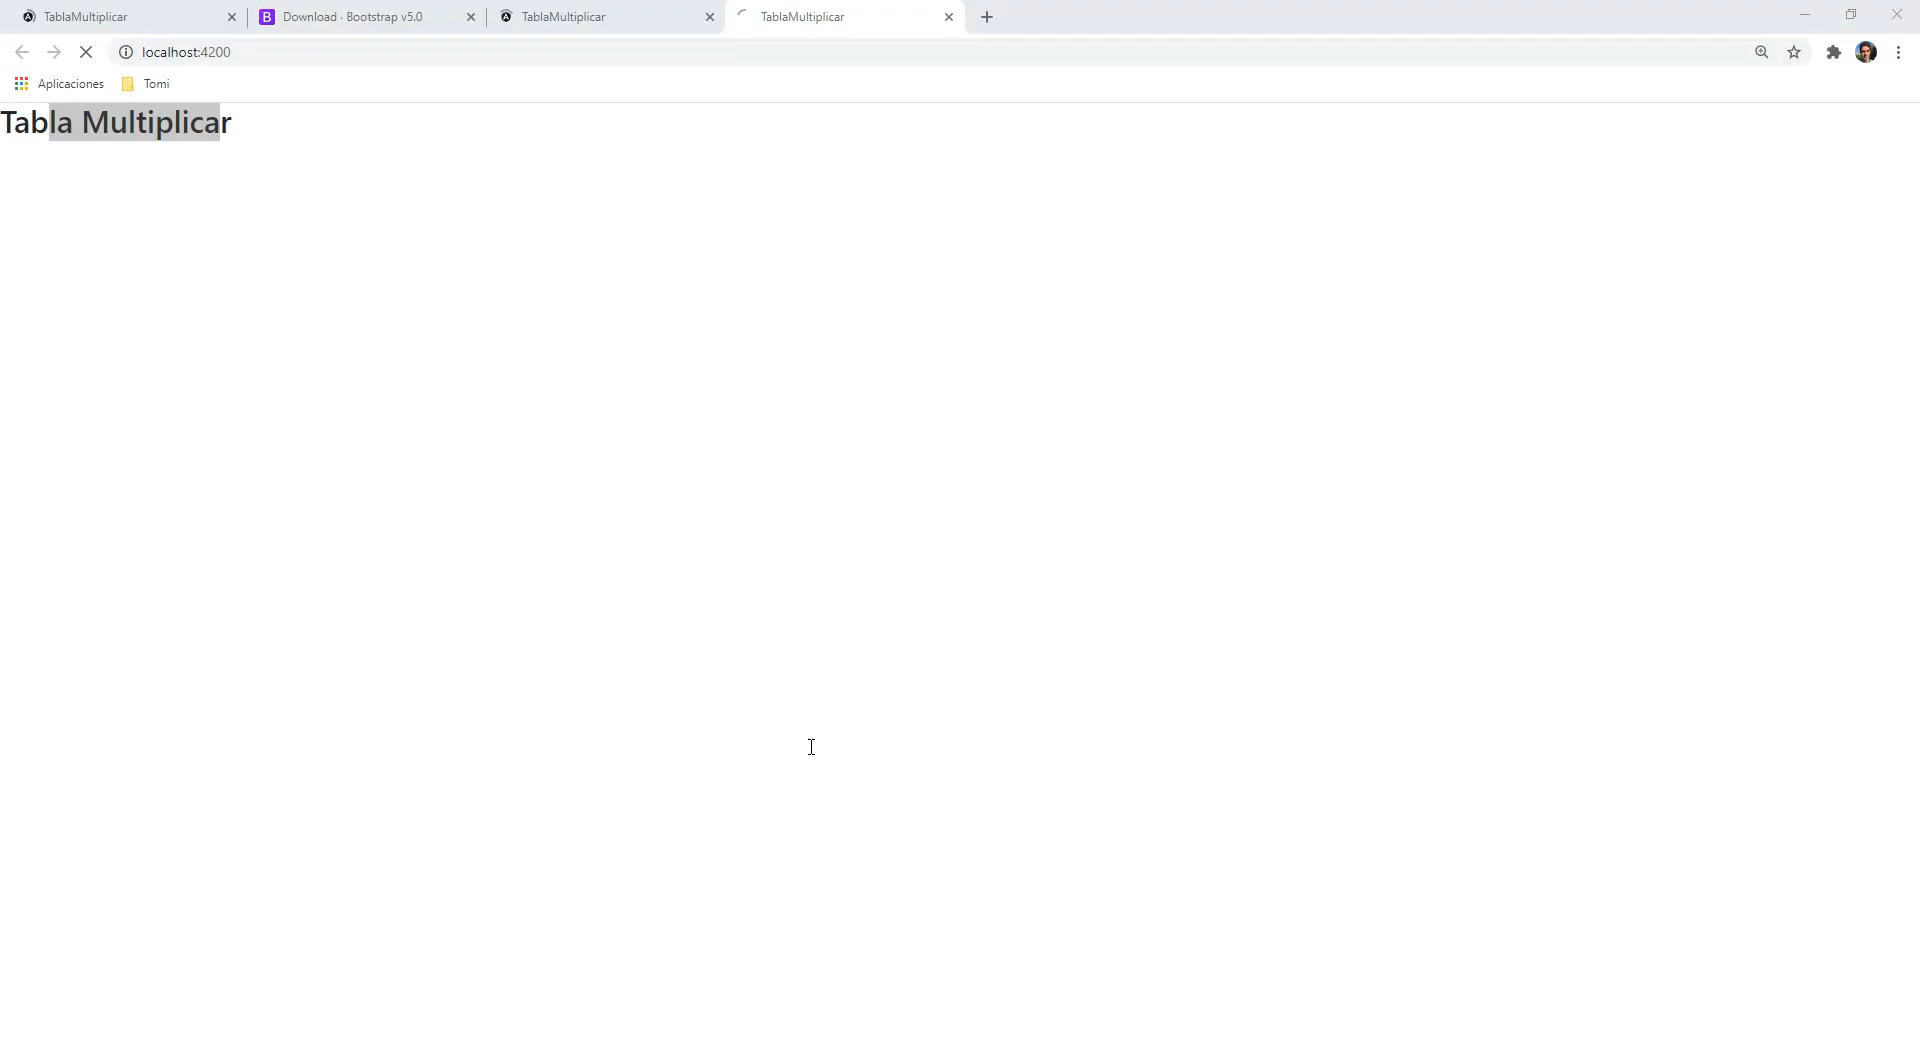 TablaMultiplicar
Download · Bootstrap v5.0
TablaMultiplicar
TablaMultiplicar
localhost:4200
Aplicaciones
Tomi
Tabla Multiplicar